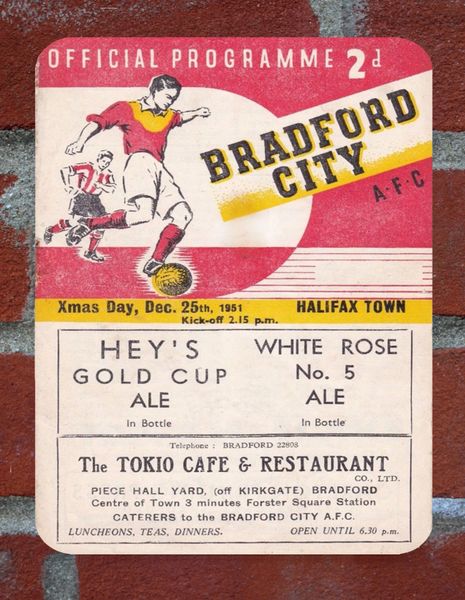 OFFICIAL PROGRAMME 2d
BRADFORD
CITY
A.F.C
Xmas Day, Dec. 25th, 1951
Kick-off 2.15 p.m.
HALIFAX TOWN
HEY'S
GOLD CUP
ALE
In Bottle
WHITE ROSE
No. 5
ALE
In Bottle
Telephone: BRADFORD 22898
The TOKIO CAFE & RESTAURANT
CO., LTD.
PIECE HALL YARD, (off KIRKGATE) BRADFORD
Centre of Town 3 minutes Forster Square Station
CATERERS to the BRADFORD CITY A.F.C.
LUNCHEONS, TEAS, DINNERS. OPEN UNTIL 6.30 p.m.